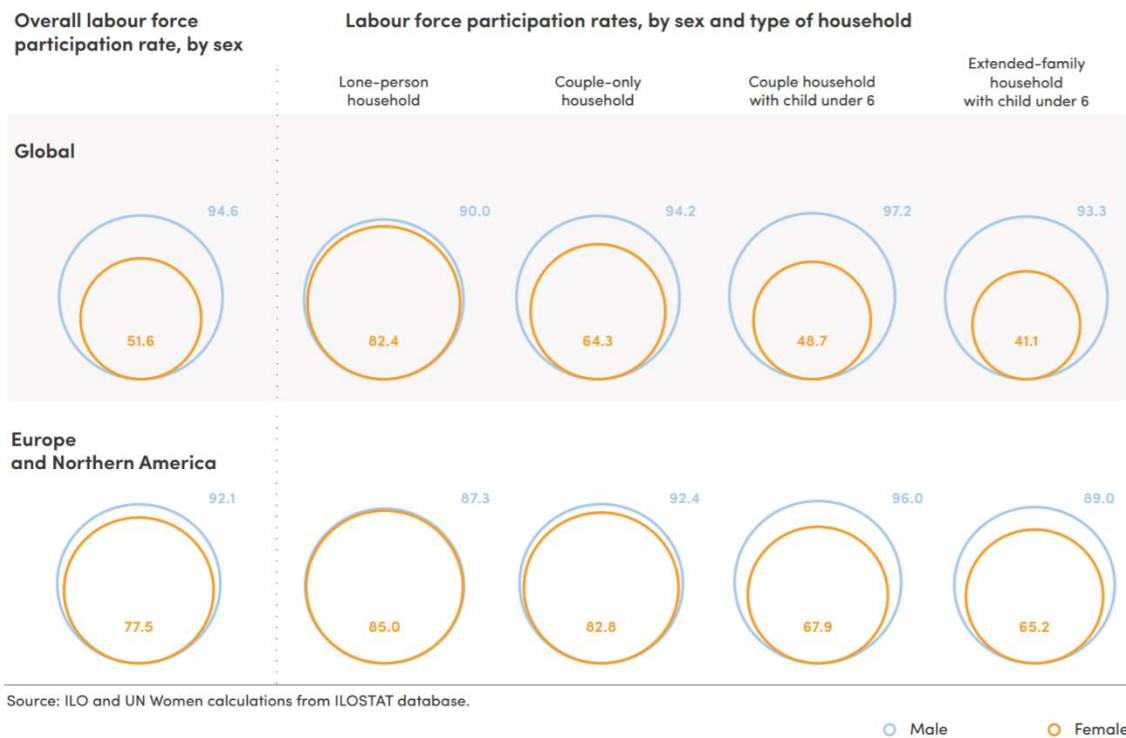 Overall labour force
participation rate, by sex
Labour force participation rates, by sex and type of household
Lone-person
household
Couple-only
household
Couple household
with child under 6
Extended-family
household
with child under 6
Global
94.6
51.6
90.0
82.4
94.2
64.3
97.2
48.7
93.3
41.1
Europe
and Northern America
92.1
77.5
87.3
85.0
92.4
82.8
96.0
67.9
89.0
65.2
Source: ILO and UN Women calculations from ILOSTAT database.
Male
Female